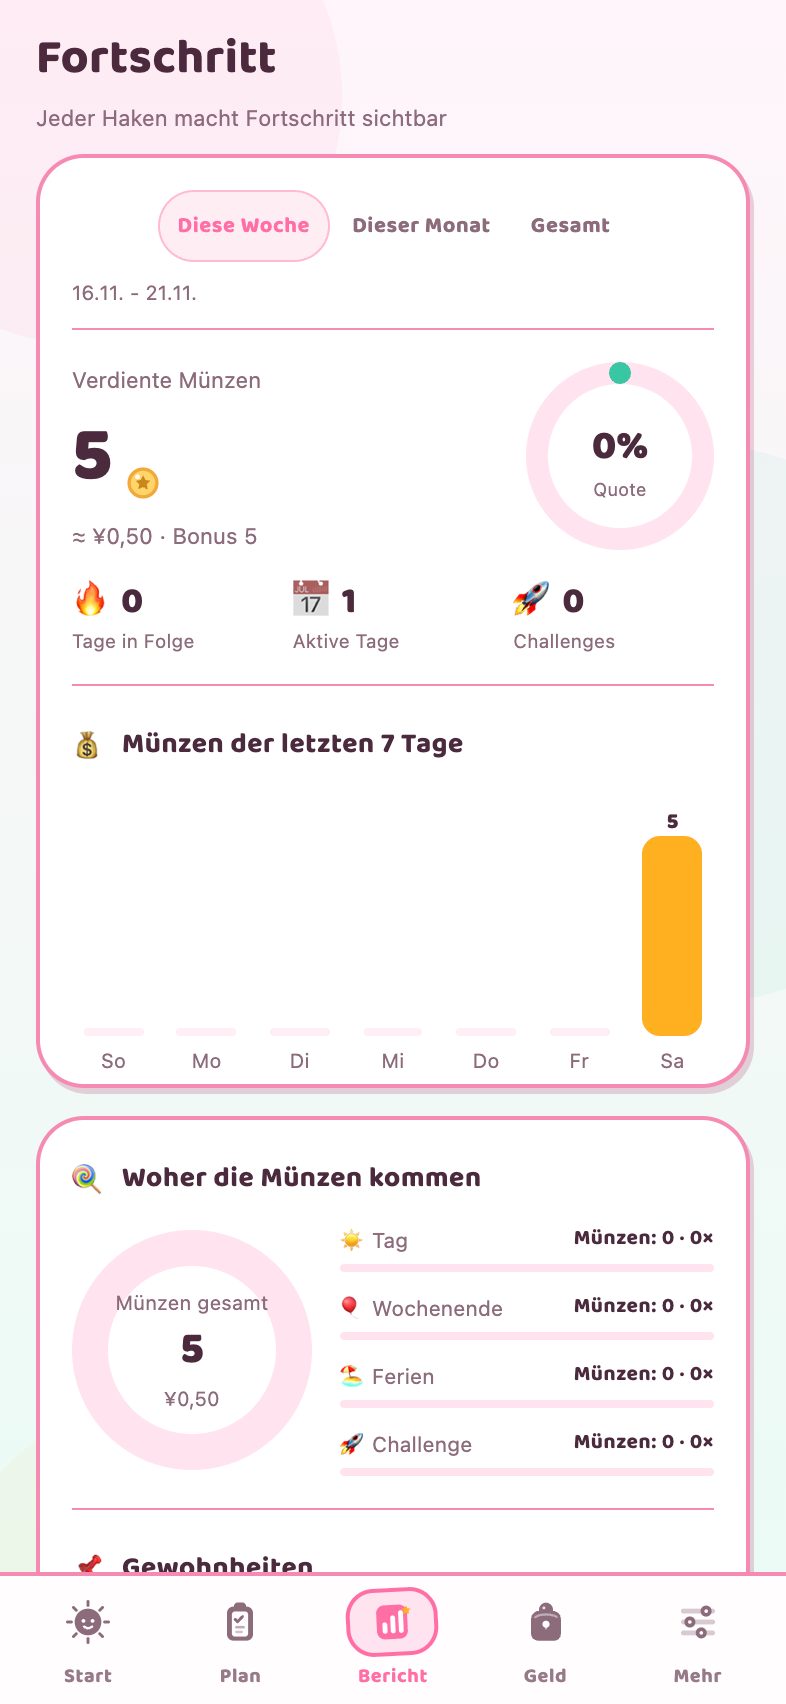 Fortschritt
Jeder Haken macht Fortschritt sichtbar
Diese Woche Dieser Monat Gesamt
16.11. - 21.11.
Verdiente Münzen
5
≈ ¥0,50 · Bonus 5
0%
Quote
0
Tage in Folge
JUL 17
1
Aktive Tage
0
Challenges
Münzen der letzten 7 Tage
5
So Mo Di Mi Do Fr Sa
Woher die Münzen kommen
Münzen gesamt
5
¥0,50
Tag Münzen: 0 · 0×
Wochenende Münzen: 0 · 0×
Ferien Münzen: 0 · 0×
Challenge Münzen: 0 · 0×
Gewohnheiten
Start Plan Bericht Geld Mehr